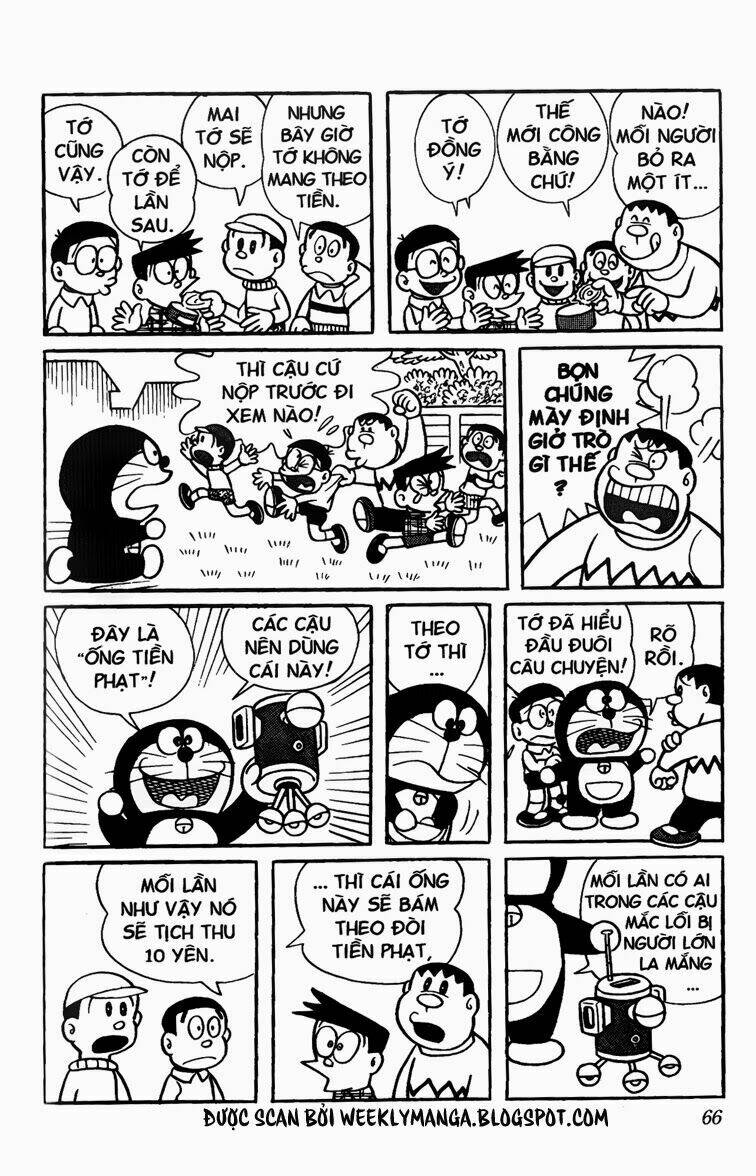 NÀO!
MỖI NGƯỜI
BỎ RA
MỘT ÍT...
THẾ
MỚI CÔNG
BẰNG
CHỨ!
TỚ
ĐỒNG
Ý!
NHƯNG
BÂY GIỜ
TỚ KHÔNG
MANG THEO
TIỀN.
MAI
TỚ SẼ
NỘP.
CÒN
TỚ ĐỂ
LẦN
SAU.
TỚ
CŨNG
VẬY.
BỌN
CHÚNG
MÀY ĐỊNH
GIỞ TRÒ
GÌ THẾ
?
THÌ CẬU CỨ
NỘP TRƯỚC ĐI
XEM NÀO!
RÕ
RỒI.
TỚ ĐÃ HIỂU
ĐẦU ĐUÔI
CÂU CHUYỆN!
THEO
TỚ THÌ
...
CÁC CẬU
NÊN DÙNG
CÁI NÀY!
ĐÂY LÀ
“ỐNG TIỀN
PHẠT”!
MỖI LẦN CÓ AI
TRONG CÁC CẬU
MẮC LỖI BỊ
NGƯỜI LỚN
LA MẮNG
...
... THÌ CÁI ỐNG
NÀY SẼ BÁM
THEO ĐÒI
TIỀN PHẠT,
MỖI LẦN
NHƯ VẬY NÓ
SẼ TỊCH THU
10 YÊN.
ĐƯỢC SCAN BỞI WEEKLYMANGA.BLOGSPOT.COM
66